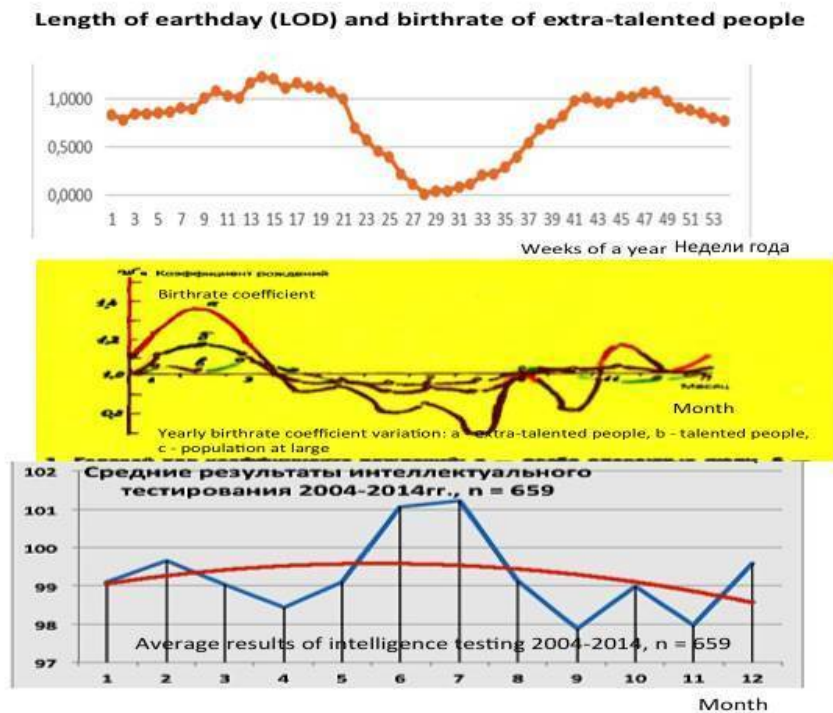 Length of earthday (LOD) and birthrate of extra-talented people
1,0000
0,5000
0,0000
1 3 5 7 9 11 13 15 17 19 21 23 25 27 29 31 33 35 37 39 41 43 45 47 49 51 53
Weeks of a year Недели года
Коэффициент рождений
Birthrate coefficient
1,4
1,2
1,0
0,8
Месяц
Month
Yearly birthrate coefficient variation: a - extra-talented people, b - talented people,
c - population at large
102
Средние результаты интеллектуального
тестирования 2004-2014гг., n = 659
101
100
99
98
Average results of intelligence testing 2004-2014, n = 659
97
1 2 3 4 5 6 7 8 9 10 11 12
Month